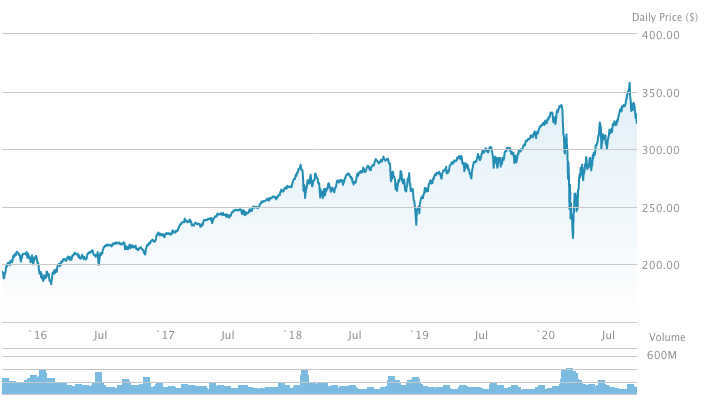 Daily Price ($)
400.00
350.00
300.00
250.00
200.00
`16 Jul `17 Jul `18 Jul `19 Jul `20 Jul
Volume
600M